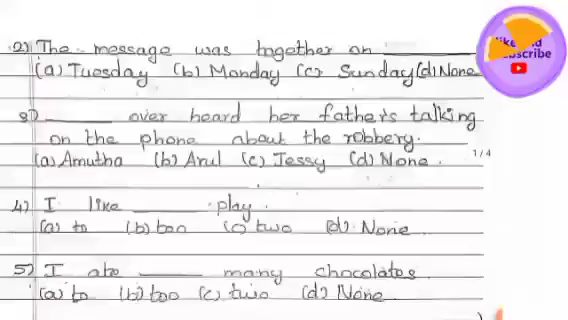 2) The message was together on ______
(a) Tuesday (b) Monday (c) Sunday (d) None
3) ______ over heard her father's talking
on the phone about the robbery.
(a) Amutha (b) Arul (c) Jessy (d) None.
1/4
4) I like ______ play.
(a) to (b) too (c) two (d) None.
5) I ate ______ many chocolates.
(a) to (b) too (c) two (d) None
like and
subscribe